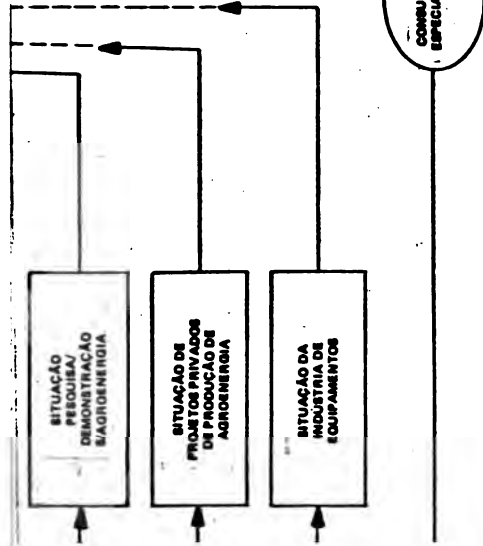 SITUAÇÃO
PESQUISA/
DEMONSTRAÇÃO
S/AGROENERGIA
SITUAÇÃO DE
PROJETOS PRIVADOS
DE PRODUÇÃO DE
AGROENERGIA
SITUAÇÃO DA
INDÚSTRIA DE
EQUIPAMENTOS
CONSU
ESPECIA